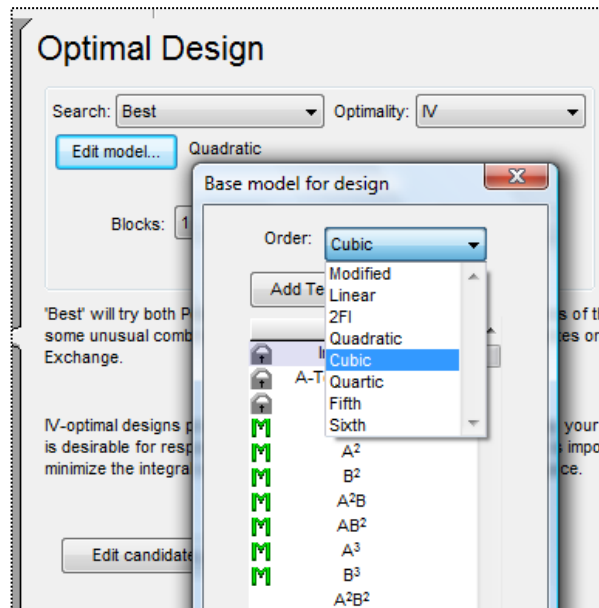 Optimal Design
Search: Best Optimality: IV
Edit model... Quadratic
Base model for design
Blocks: 1
Order: Cubic
Modified
Linear
2FI
Quadratic
Cubic
Quartic
Fifth
Sixth
Add Te
'Best' will try both P s of t
some unusual comb es or
Exchange.
I
A-T
IV-optimal designs p your
is desirable for resp impo
minimize the integra ce.
A²
B²
A²B
AB²
A³
B³
A²B²
Edit candidate